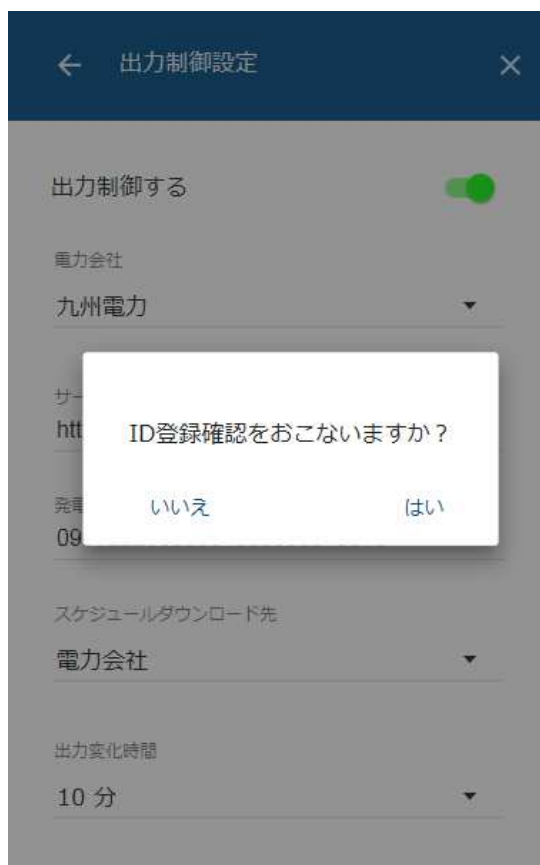 出力制御設定
出力制御する
電力会社
九州電力
サー
htt
ID登録確認をおこないますか？
いいえ
はい
発電
09
スケジュールダウンロード先
電力会社
出力変化時間
10 分